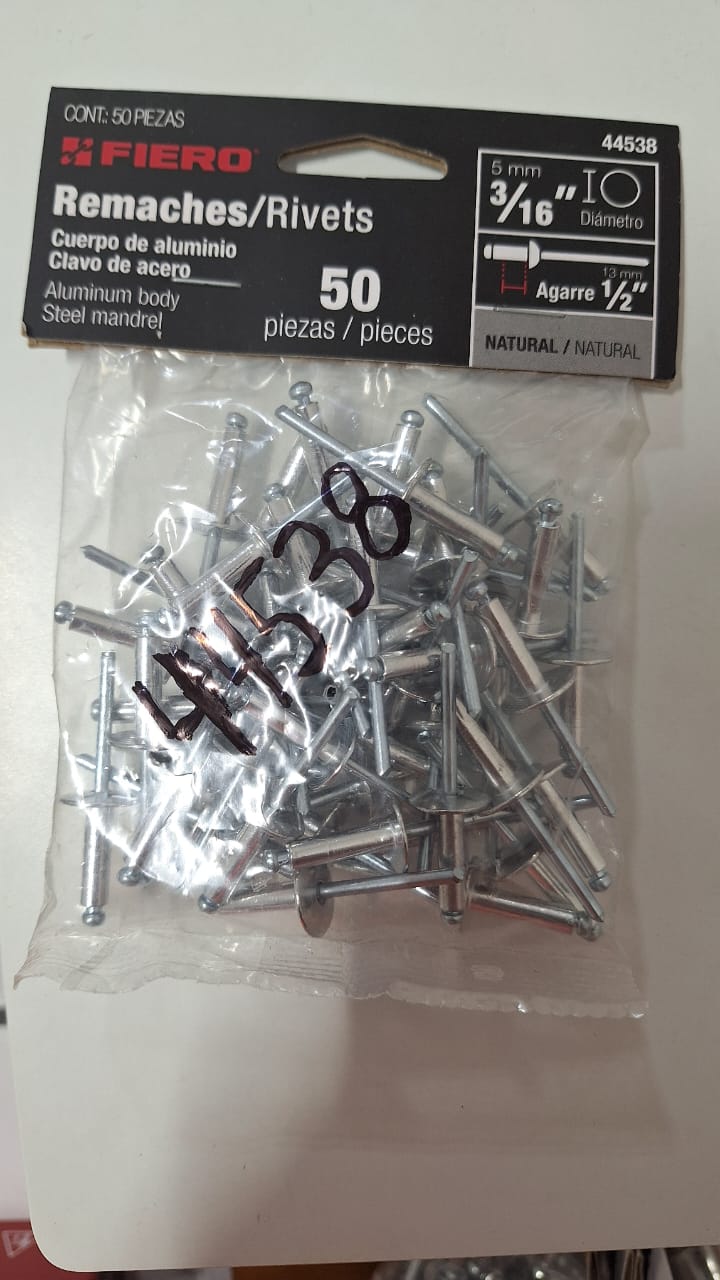 CONT.: 50 PIEZAS
FIERO
44538
Remaches/Rivets
Cuerpo de aluminio
Clavo de acero
Aluminum body
Steel mandrel
50
piezas / pieces
5 mm
3/16"
Diámetro
13 mm
Agarre 1/2"
NATURAL / NATURAL
44538